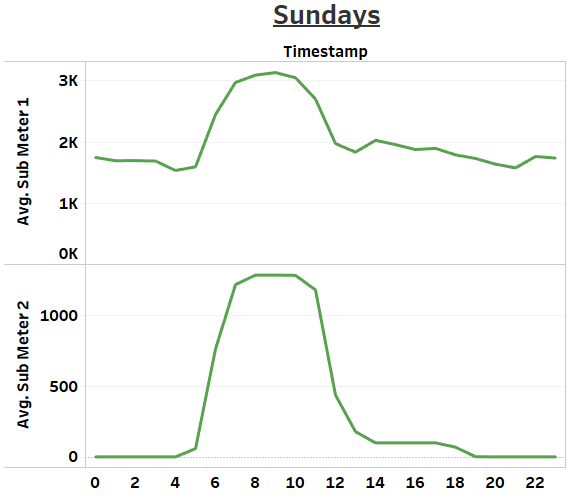 Sundays
Timestamp
Avg. Sub Meter 1
3K
2K
1K
0K
Avg. Sub Meter 2
1000
500
0
0 2 4 6 8 10 12 14 16 18 20 22